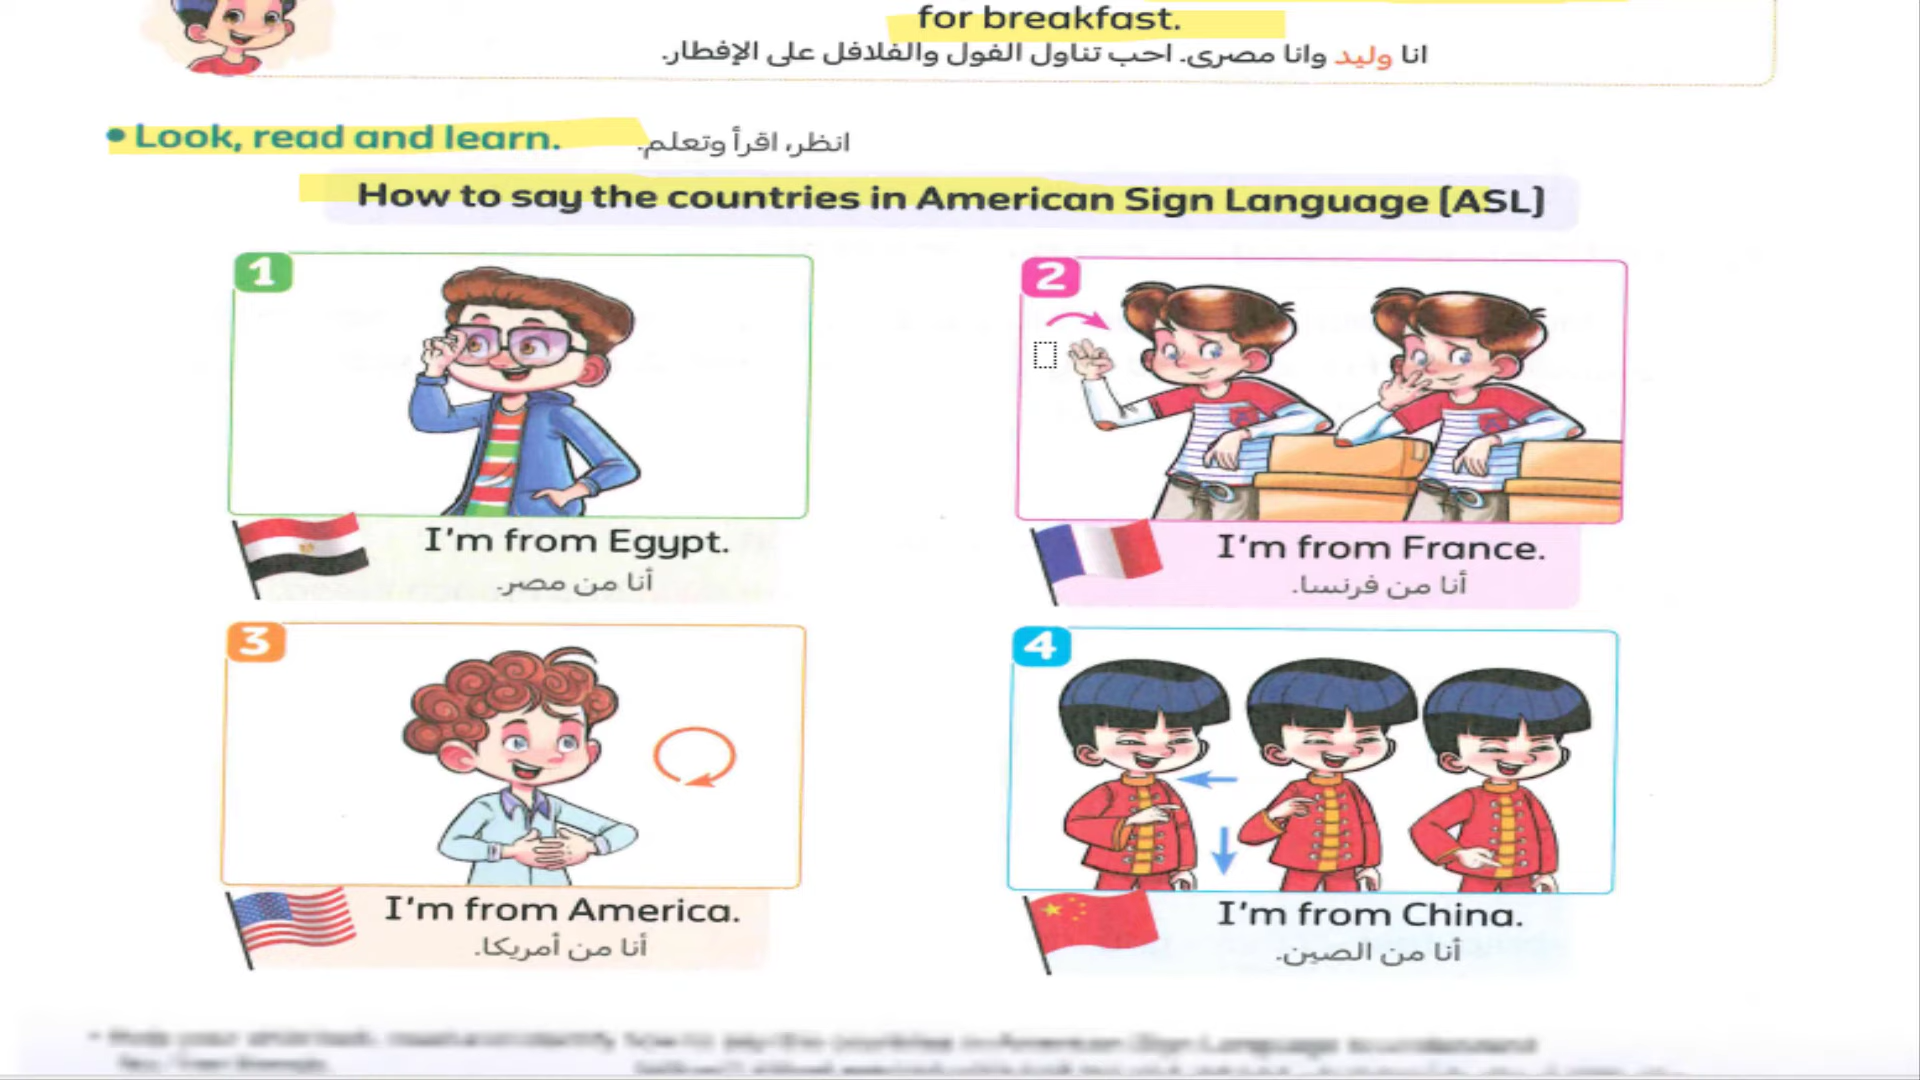 for breakfast.
انا وليد وانا مصرى. احب تناول الفول والفلافل على الإفطار.
• Look, read and learn. انظر، اقرأ وتعلم.
How to say the countries in American Sign Language (ASL)
1
I'm from Egypt.
أنا من مصر.
2
I'm from France.
أنا من فرنسا.
3
I'm from America.
أنا من أمريكا.
4
I'm from China.
أنا من الصين.